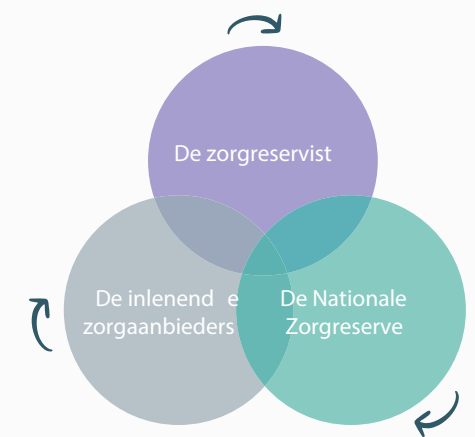 De zorgreservist
De inlenend e
zorgaanbieders
De Nationale
Zorgreserve